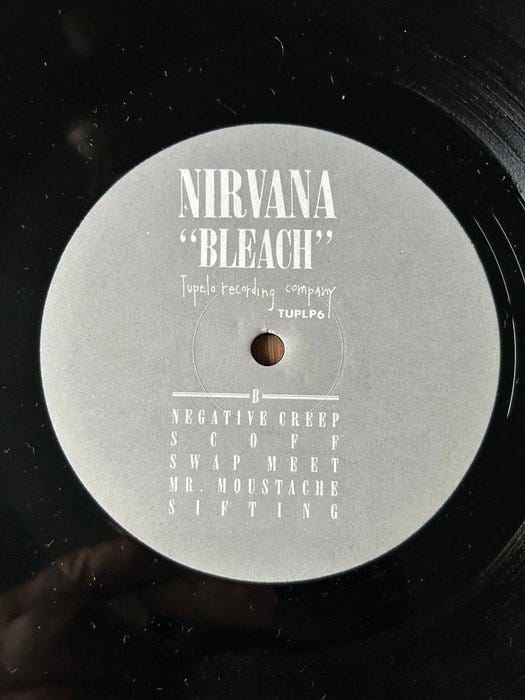 NIRVANA
“BLEACH”
Tupelo recording company
TUPLP6
B
NEGATIVE CREEP
SCOFF
SWAP MEET
MR. MOUSTACHE
SIFTING